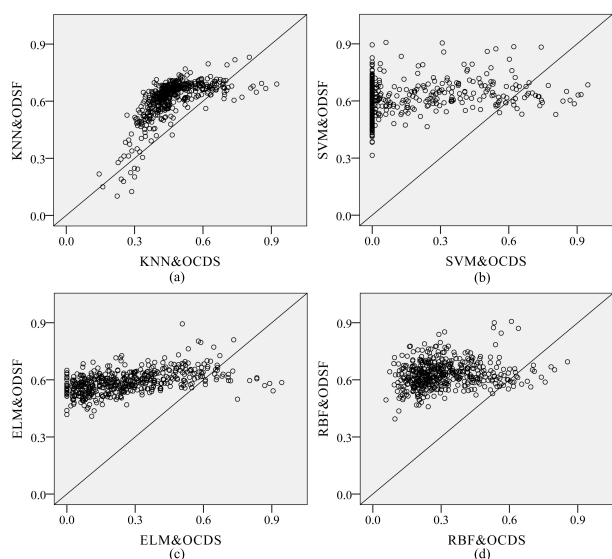 0.9
0.6
0.3
0.0
KNN&ODSF
0.0 0.3 0.6 0.9
KNN&OCDS
(a)
0.9
0.6
0.3
0.0
SVM&ODSF
0.0 0.3 0.6 0.9
SVM&OCDS
(b)
0.9
0.6
0.3
0.0
ELM&ODSF
0.0 0.3 0.6 0.9
ELM&OCDS
(c)
0.9
0.6
0.3
0.0
RBF&ODSF
0.0 0.3 0.6 0.9
RBF&OCDS
(d)